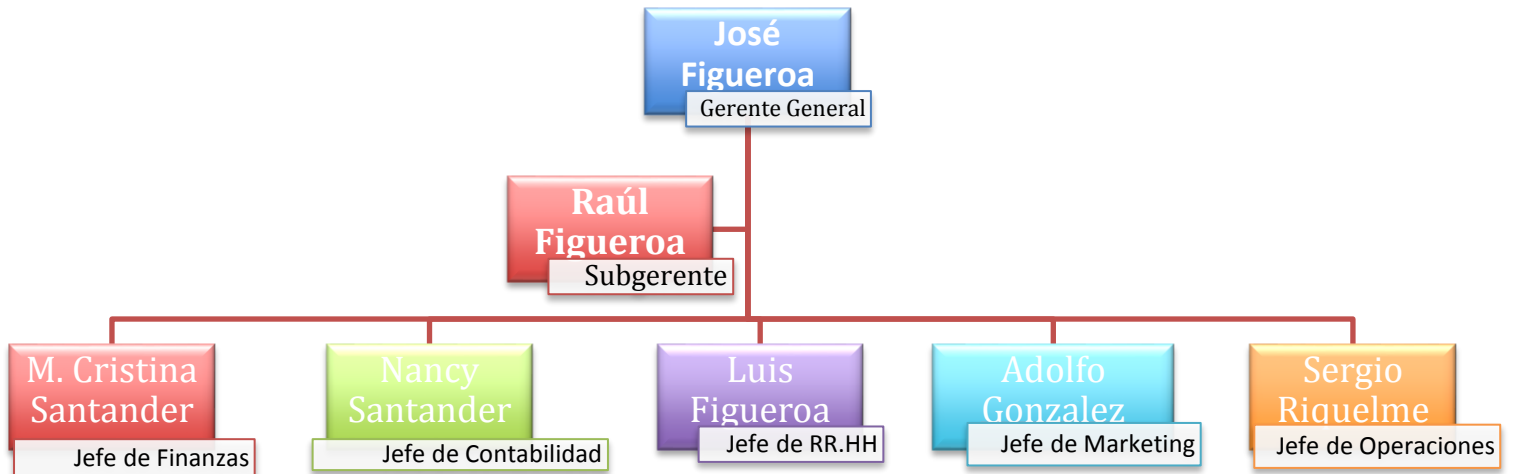 José
Figueroa
Gerente General
Raúl
Figueroa
Subgerente
M. Cristina
Santander
Jefe de Finanzas
Nancy
Santander
Jefe de Contabilidad
Luis
Figueroa
Jefe de RR.HH
Adolfo
Gonzalez
Jefe de Marketing
Sergio
Riquelme
Jefe de Operaciones